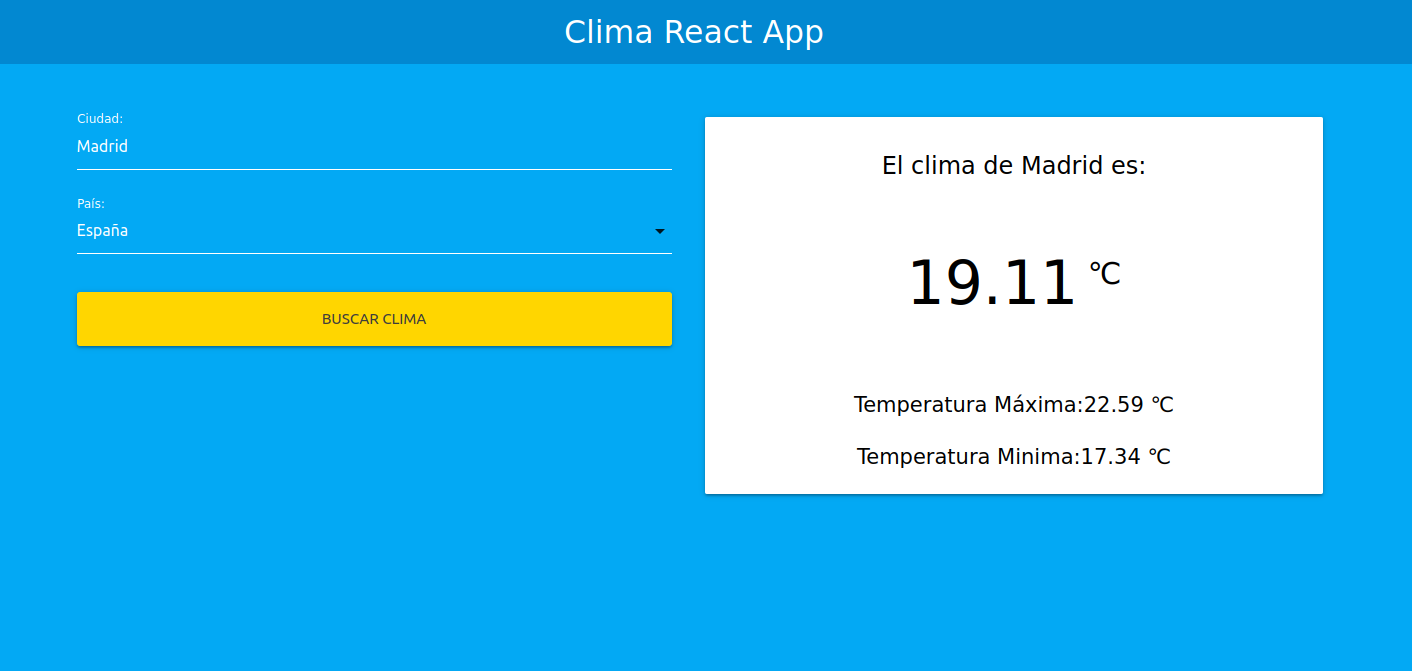 Clima React App
Ciudad:
Madrid
País:
España
BUSCAR CLIMA
El clima de Madrid es:
19.11 ℃
Temperatura Máxima:22.59 ℃
Temperatura Minima:17.34 ℃